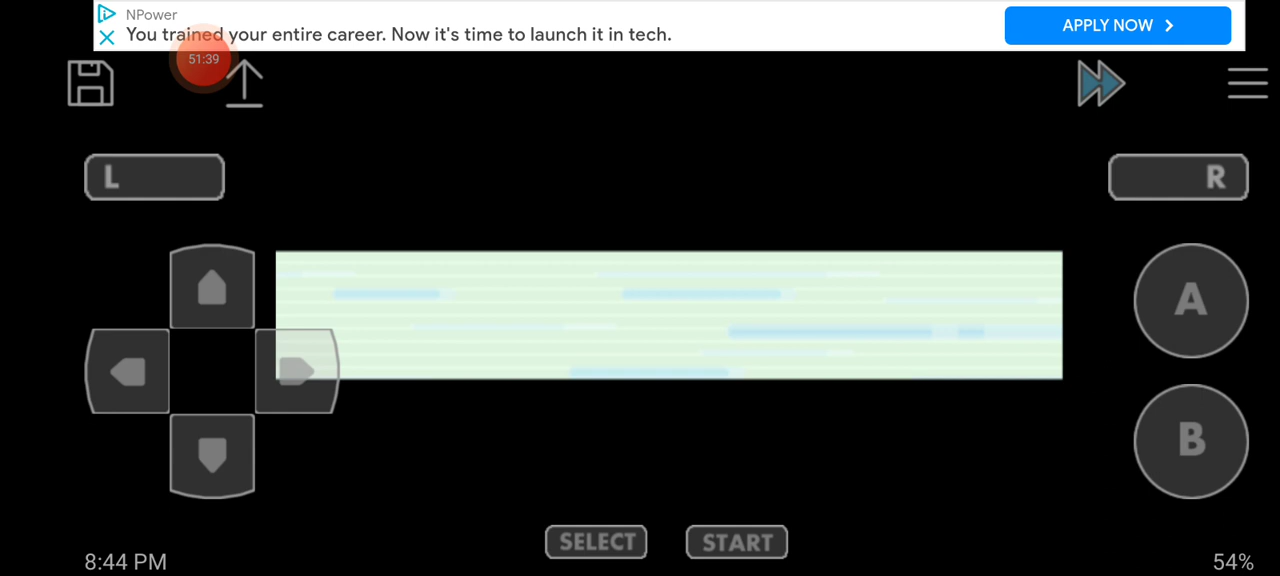 NPower
You trained your entire career. Now it's time to launch it in tech.
APPLY NOW
51:39
L
R
A
B
SELECT
START
8:44 PM
54%